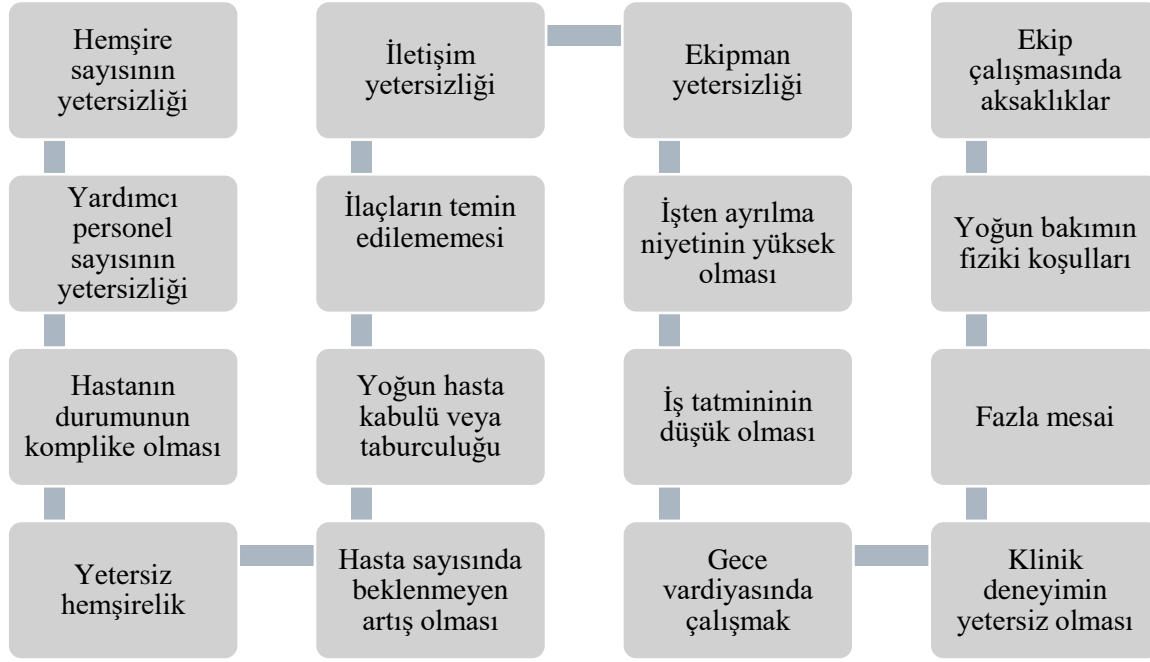 Hemşire
sayısının
yetersizliği
Yardımcı
personel
sayısının
yetersizliği
Hastanın
durumunun
komplike olması
Yetersiz
hemşirelik
Hasta sayısında
beklenmeyen
artış olması
Yoğun hasta
kabulü veya
taburculuğu
İlaçların temin
edilememesi
İletişim
yetersizliği
Ekipman
yetersizliği
İşten ayrılma
niyetinin yüksek
olması
İş tatmininin
düşük olması
Gece
vardiyasında
çalışmak
Klinik
deneyimin
yetersiz olması
Fazla mesai
Yoğun bakımın
fiziki koşulları
Ekip
çalışmasında
aksaklıklar